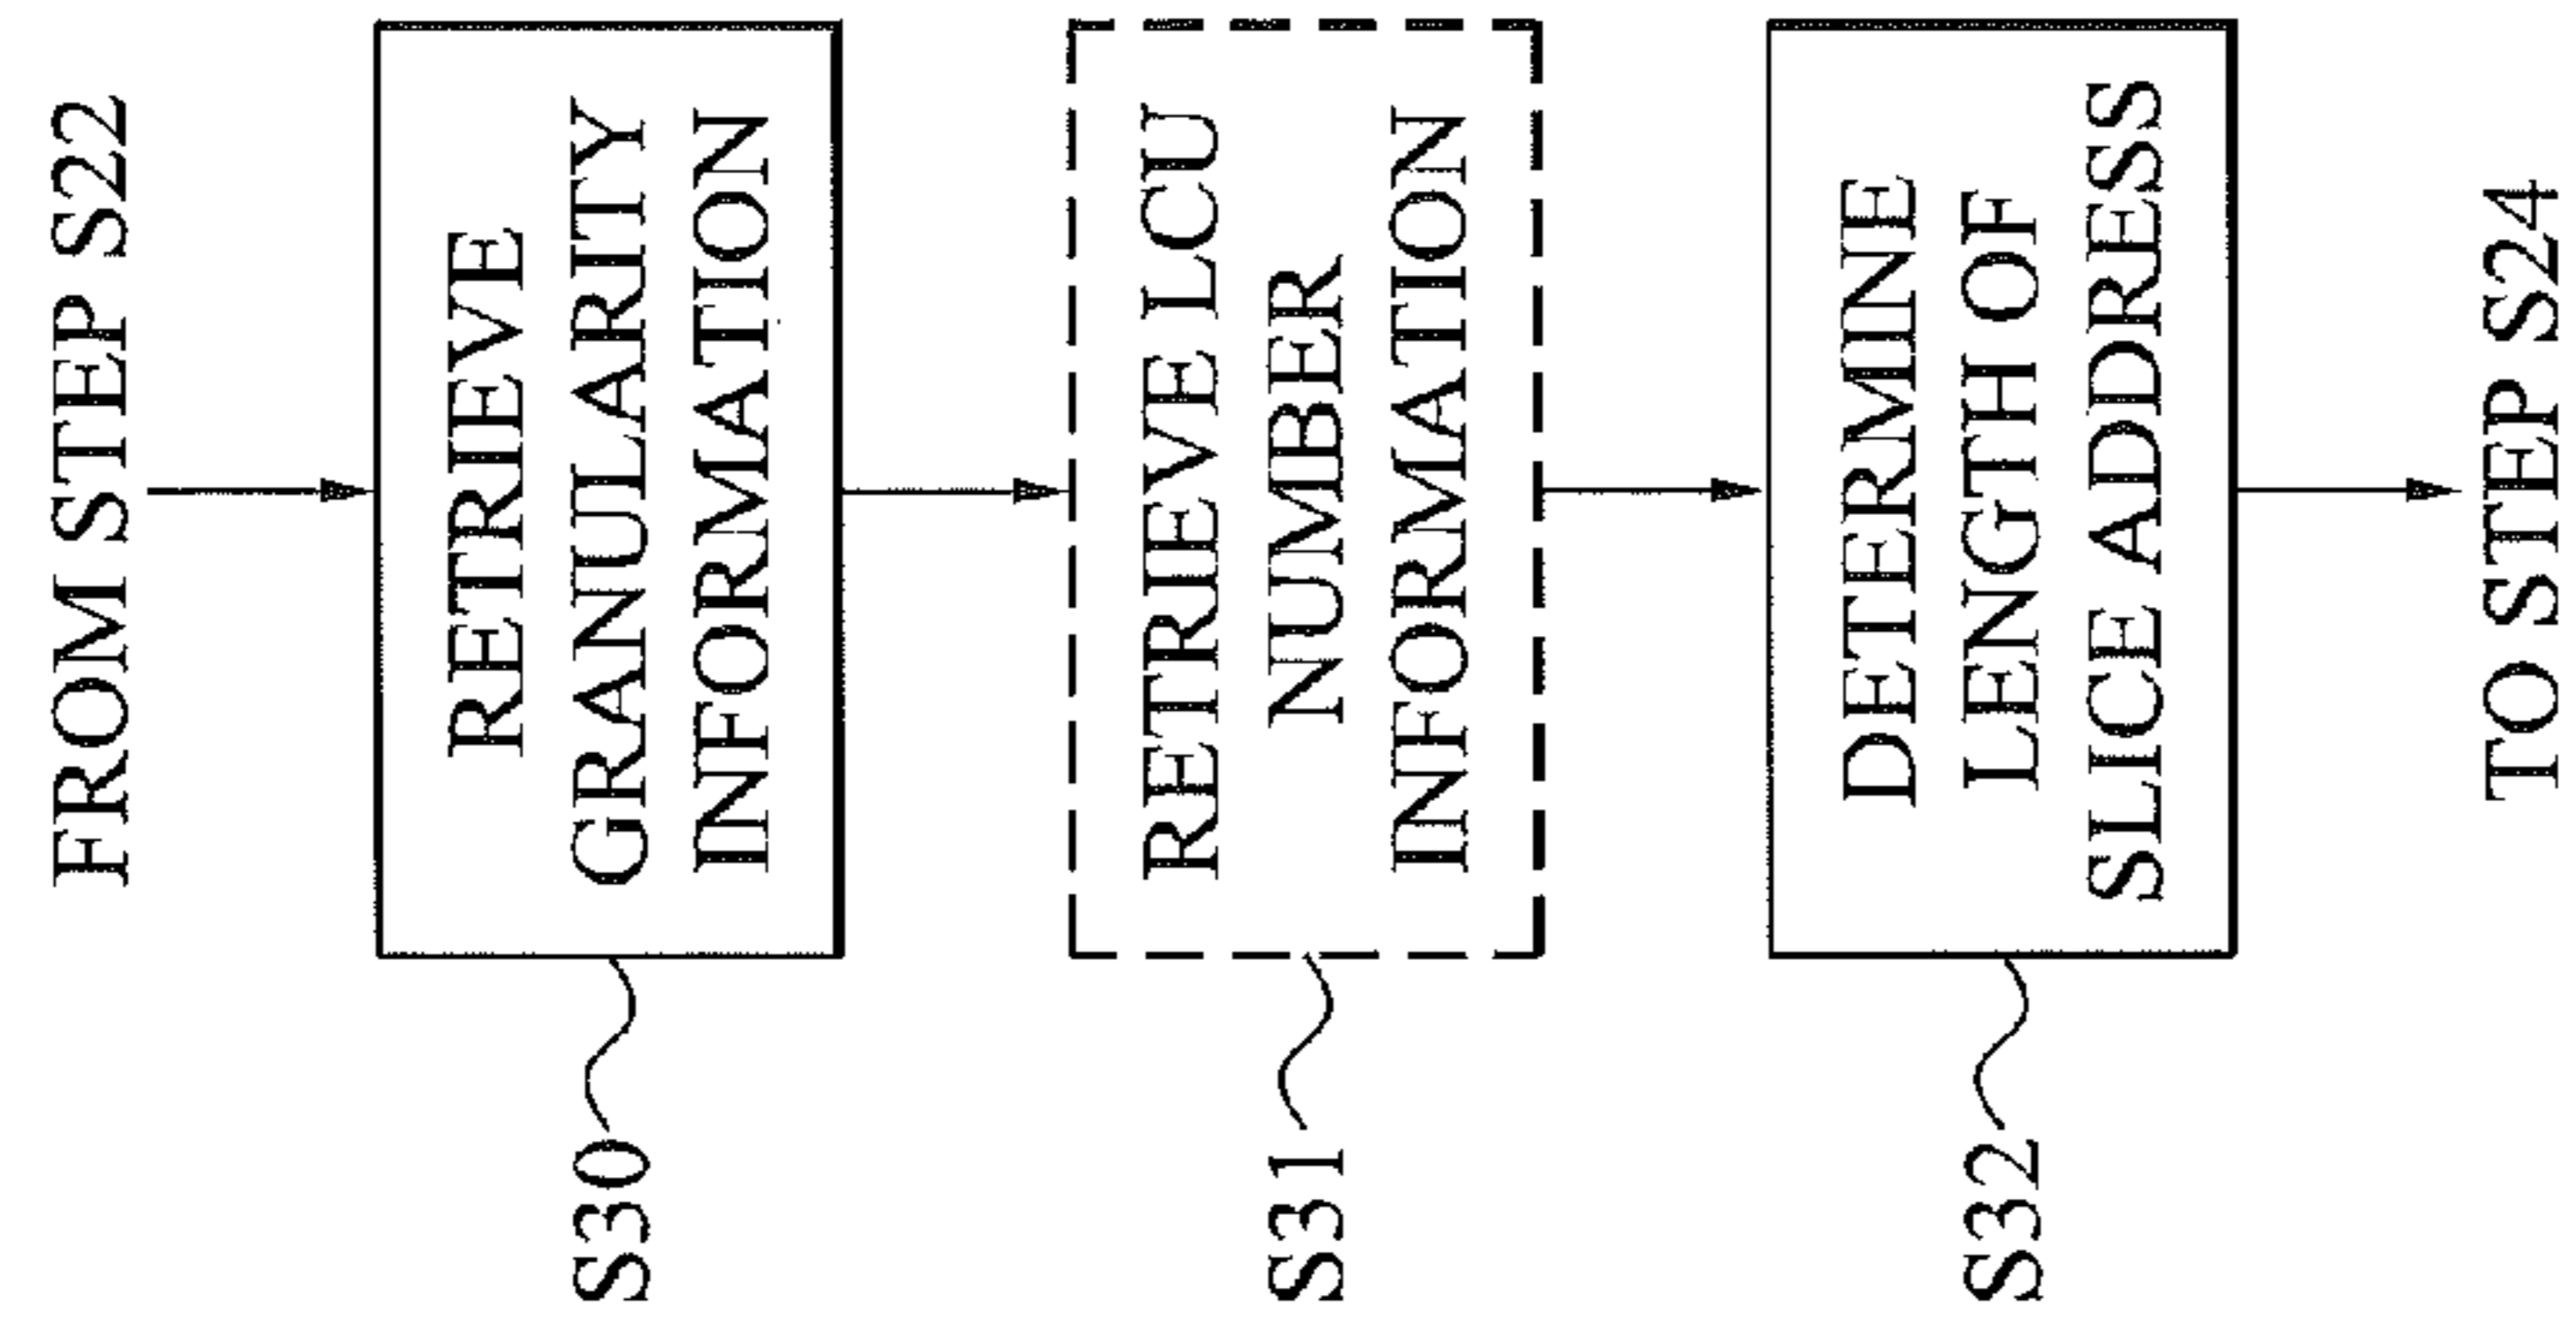 FROM STEP S22
S30
RETRIEVE
GRANULARITY
INFORMATION
S31
RETRIEVE LCU
NUMBER
INFORMATION
S32
DETERMINE
LENGTH OF
SLICE ADDRESS
TO STEP S24